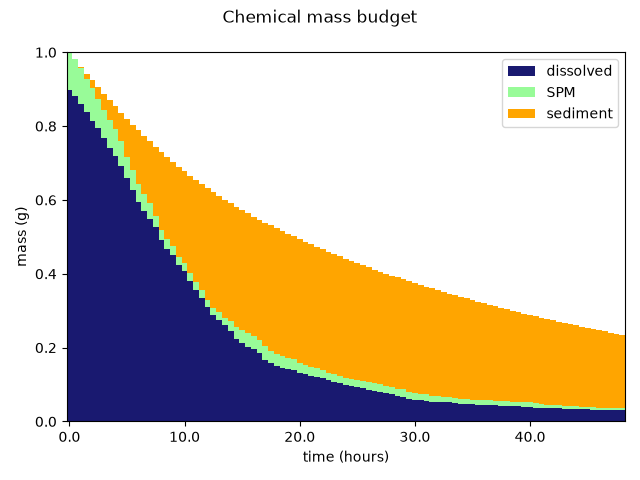 Chemical mass budget
dissolved
SPM
sediment
mass (g)
1.0
0.8
0.6
0.4
0.2
0.0
0.0 10.0 20.0 30.0 40.0
time (hours)